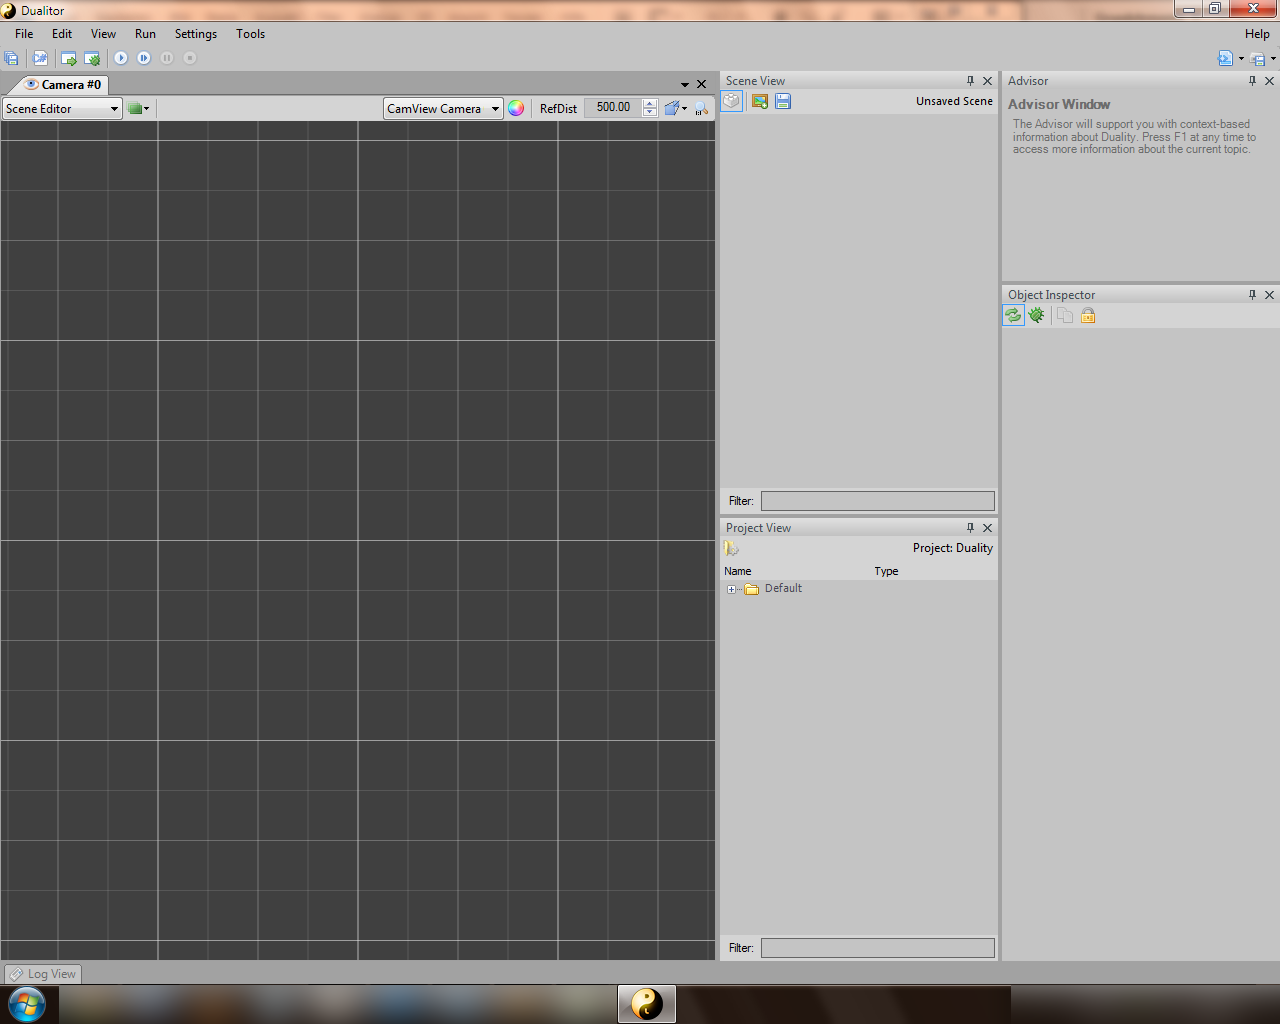 Dualitor
File Edit View Run Settings Tools Help
Camera #0
Scene Editor CamView Camera RefDist 500.00
Scene View
Unsaved Scene
Filter:
Project View
Project: Duality
Name Type
Default
Filter:
Advisor
Advisor Window
The Advisor will support you with context-based
information about Duality. Press F1 at any time to
access more information about the current topic.
Object Inspector
Log View